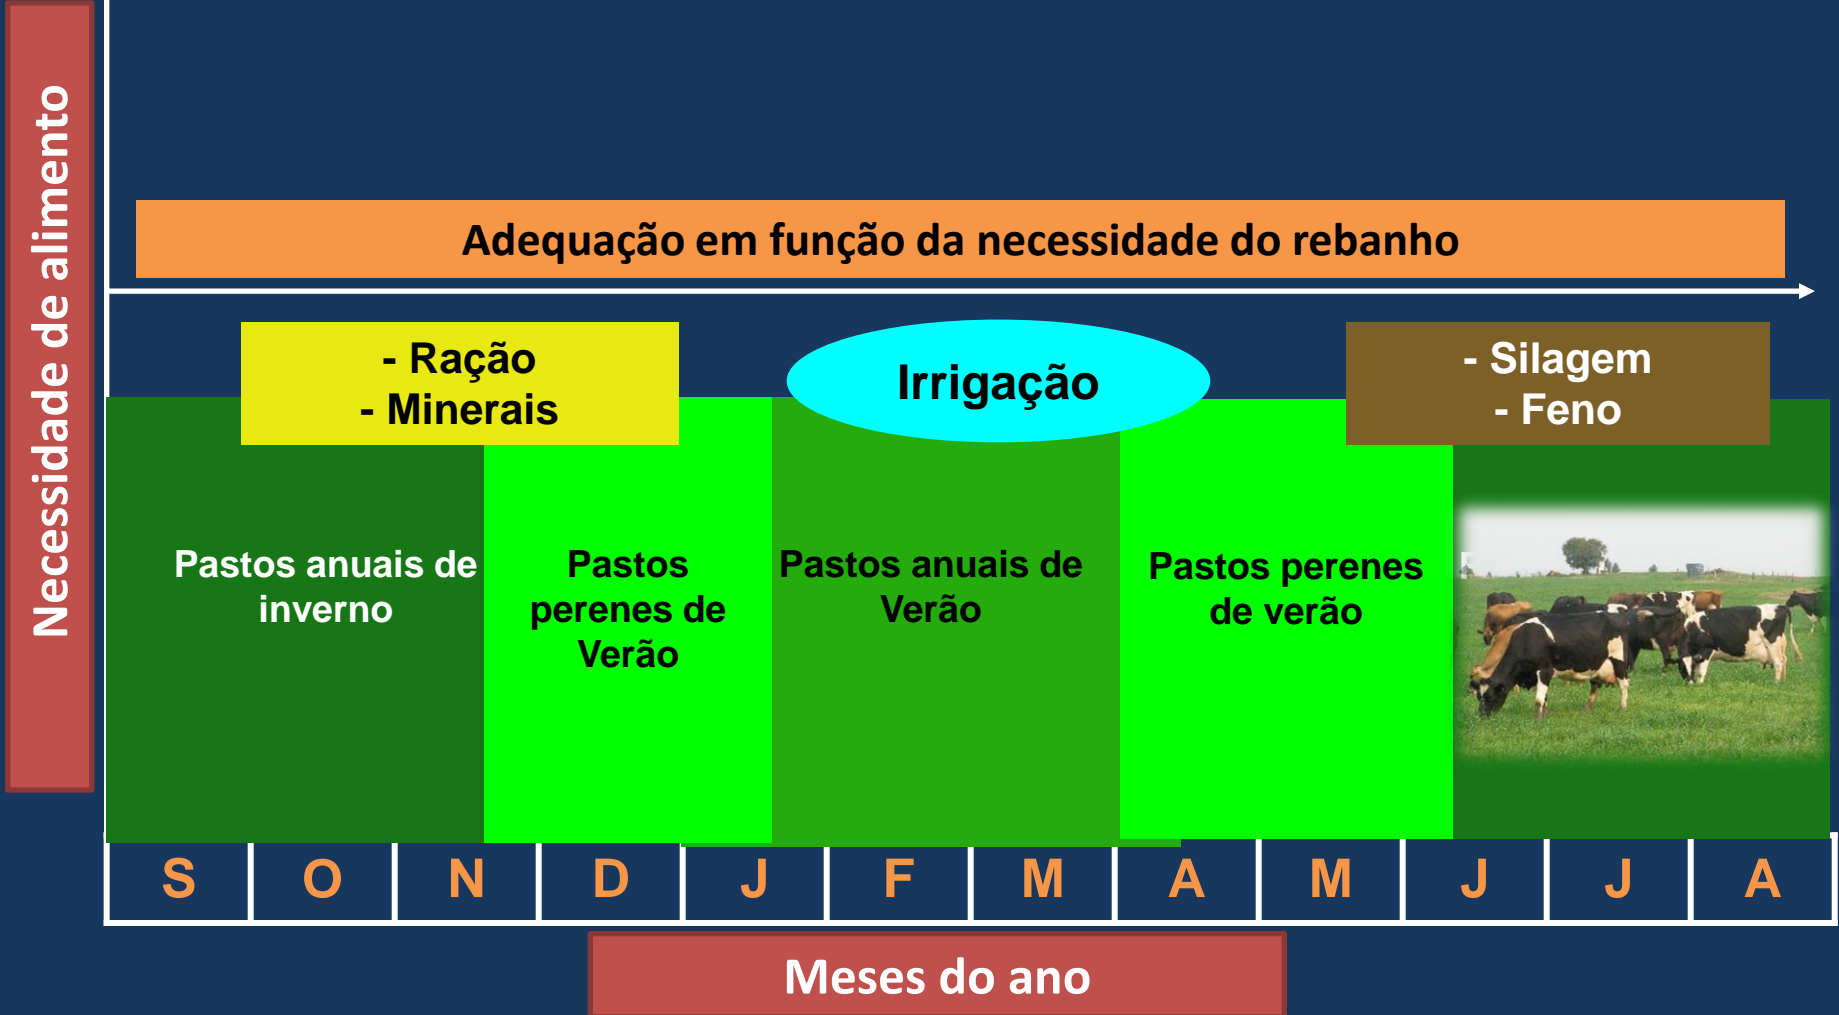 Necessidade de alimento
Adequação em função da necessidade do rebanho
- Ração
- Minerais
Irrigação
- Silagem
- Feno
Pastos anuais de
inverno
Pastos
perenes de
Verão
Pastos anuais de
Verão
Pastos perenes
de verão
S O N D J F M A M J J A
Meses do ano